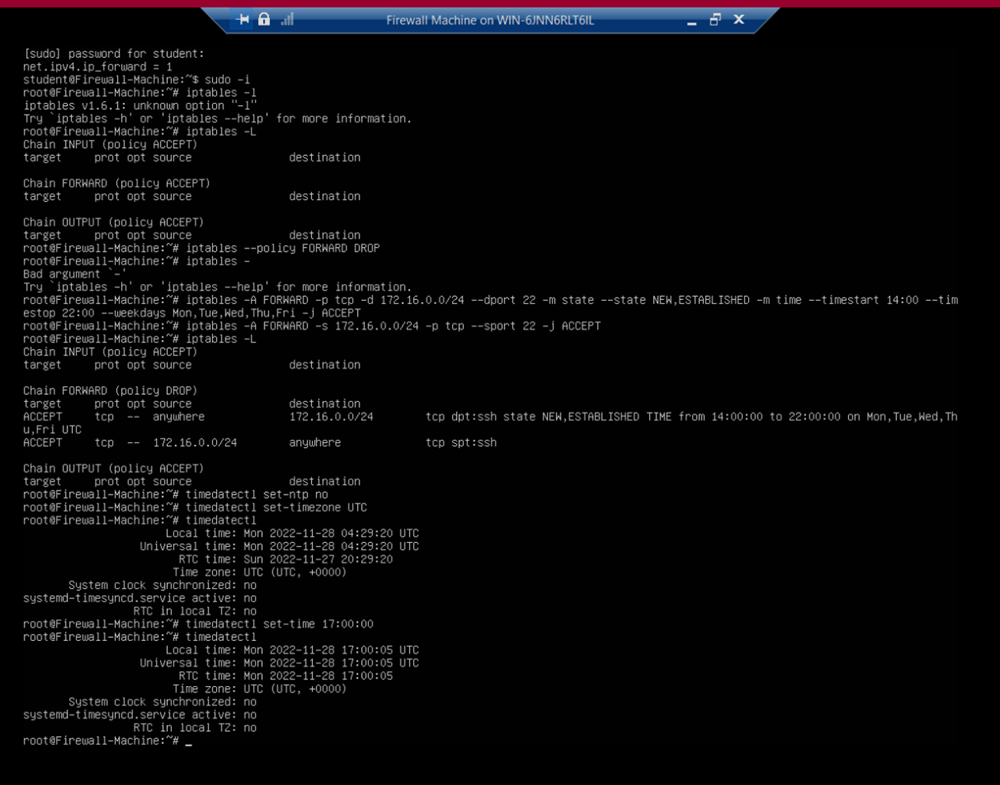 Firewall Machine on WIN-6JNN6RLT6IL
[sudo] password for student:
net.ipv4.ip_forward = 1
student@Firewall-Machine:~$ sudo -i
root@Firewall-Machine:~# iptables -l
iptables v1.6.1: unknown option "-l"
Try `iptables -h' or 'iptables --help' for more information.
root@Firewall-Machine:~# iptables -L
Chain INPUT (policy ACCEPT)
target     prot opt source               destination
Chain FORWARD (policy ACCEPT)
target     prot opt source               destination
Chain OUTPUT (policy ACCEPT)
target     prot opt source               destination
root@Firewall-Machine:~# iptables --policy FORWARD DROP
root@Firewall-Machine:~# iptables -
Bad argument `-'
Try `iptables -h' or 'iptables --help' for more information.
root@Firewall-Machine:~# iptables -A FORWARD -p tcp -d 172.16.0.0/24 --dport 22 -m state --state NEW,ESTABLISHED -m time --timestart 14:00 --tim
estop 22:00 --weekdays Mon,Tue,Wed,Thu,Fri -j ACCEPT
root@Firewall-Machine:~# iptables -A FORWARD -s 172.16.0.0/24 -p tcp --sport 22 -j ACCEPT
root@Firewall-Machine:~# iptables -L
Chain INPUT (policy ACCEPT)
target     prot opt source               destination
Chain FORWARD (policy DROP)
target     prot opt source               destination
ACCEPT     tcp  --  anywhere             172.16.0.0/24        tcp dpt:ssh state NEW,ESTABLISHED TIME from 14:00:00 to 22:00:00 on Mon,Tue,Wed,Th
u,Fri UTC
ACCEPT     tcp  --  172.16.0.0/24        anywhere             tcp spt:ssh
Chain OUTPUT (policy ACCEPT)
target     prot opt source               destination
root@Firewall-Machine:~# timedatectl set-ntp no
root@Firewall-Machine:~# timedatectl set-timezone UTC
root@Firewall-Machine:~# timedatectl
Local time: Mon 2022-11-28 04:29:20 UTC
Universal time: Mon 2022-11-28 04:29:20 UTC
RTC time: Sun 2022-11-27 20:29:20
Time zone: UTC (UTC, +0000)
System clock synchronized: no
systemd-timesyncd.service active: no
RTC in local TZ: no
root@Firewall-Machine:~# timedatectl set-time 17:00:00
root@Firewall-Machine:~# timedatectl
Local time: Mon 2022-11-28 17:00:05 UTC
Universal time: Mon 2022-11-28 17:00:05 UTC
RTC time: Mon 2022-11-28 17:00:05
Time zone: UTC (UTC, +0000)
System clock synchronized: no
systemd-timesyncd.service active: no
RTC in local TZ: no
root@Firewall-Machine:~# _